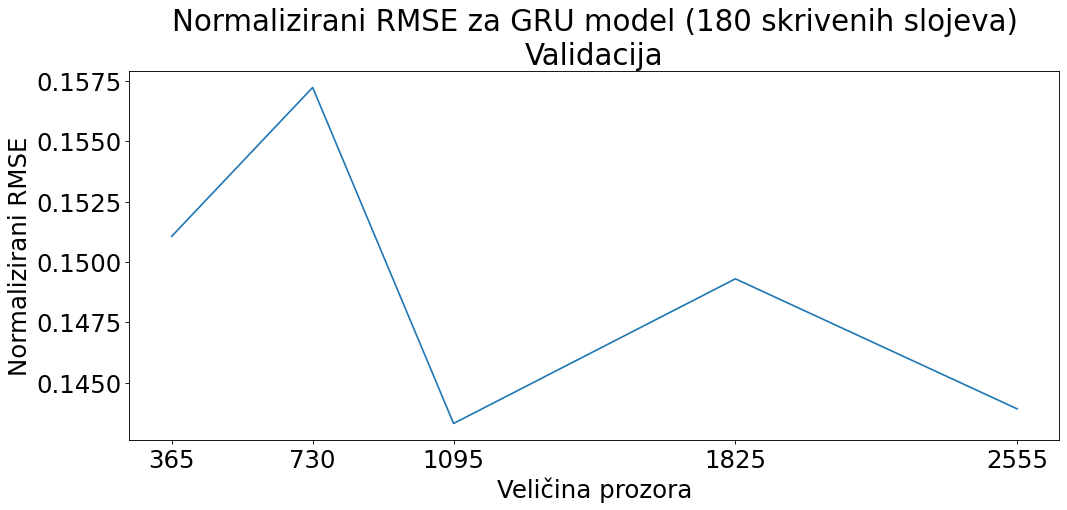 Normalizirani RMSE za GRU model (180 skrivenih slojeva)
Validacija
Normalizirani RMSE
0.1575
0.1550
0.1525
0.1500
0.1475
0.1450
365
730
1095
1825
2555
Veličina prozora